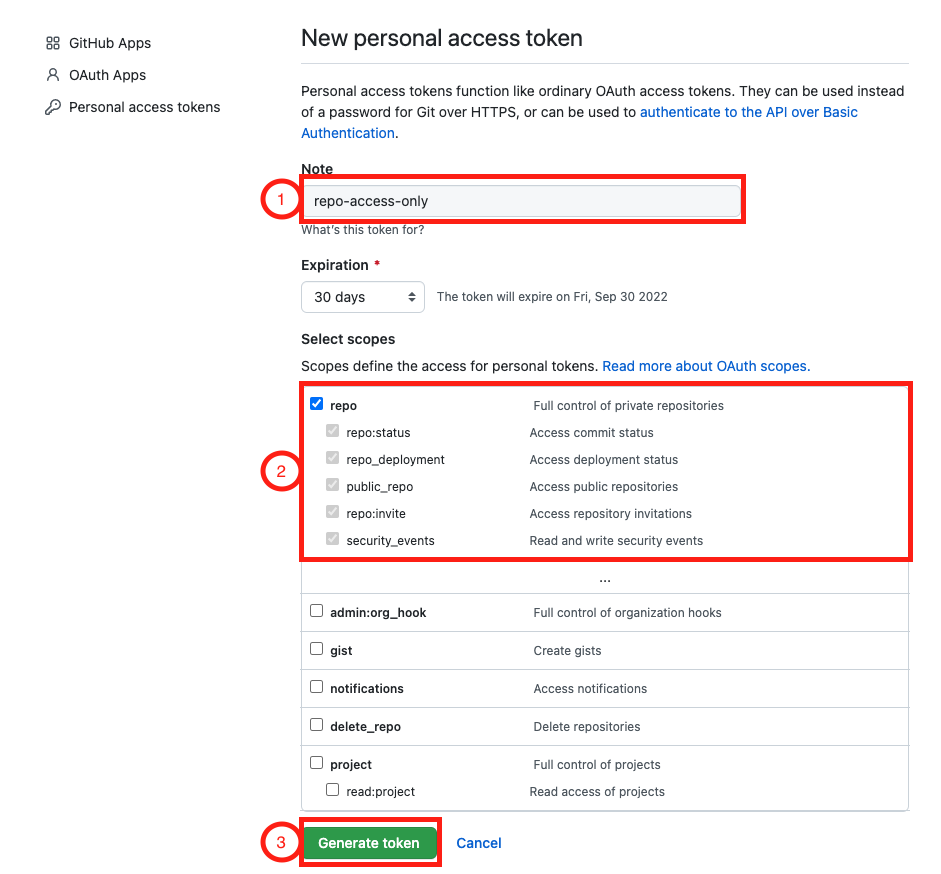 GitHub Apps
OAuth Apps
Personal access tokens
New personal access token
Personal access tokens function like ordinary OAuth access tokens. They can be used instead
of a password for Git over HTTPS, or can be used to authenticate to the API over Basic
Authentication.
Note
1
repo-access-only
What's this token for?
Expiration *
30 days The token will expire on Fri, Sep 30 2022
Select scopes
Scopes define the access for personal tokens. Read more about OAuth scopes.
2
repo Full control of private repositories
repo:status Access commit status
repo_deployment Access deployment status
public_repo Access public repositories
repo:invite Access repository invitations
security_events Read and write security events
...
admin:org_hook Full control of organization hooks
gist Create gists
notifications Access notifications
delete_repo Delete repositories
project Full control of projects
read:project Read access of projects
3
Generate token Cancel